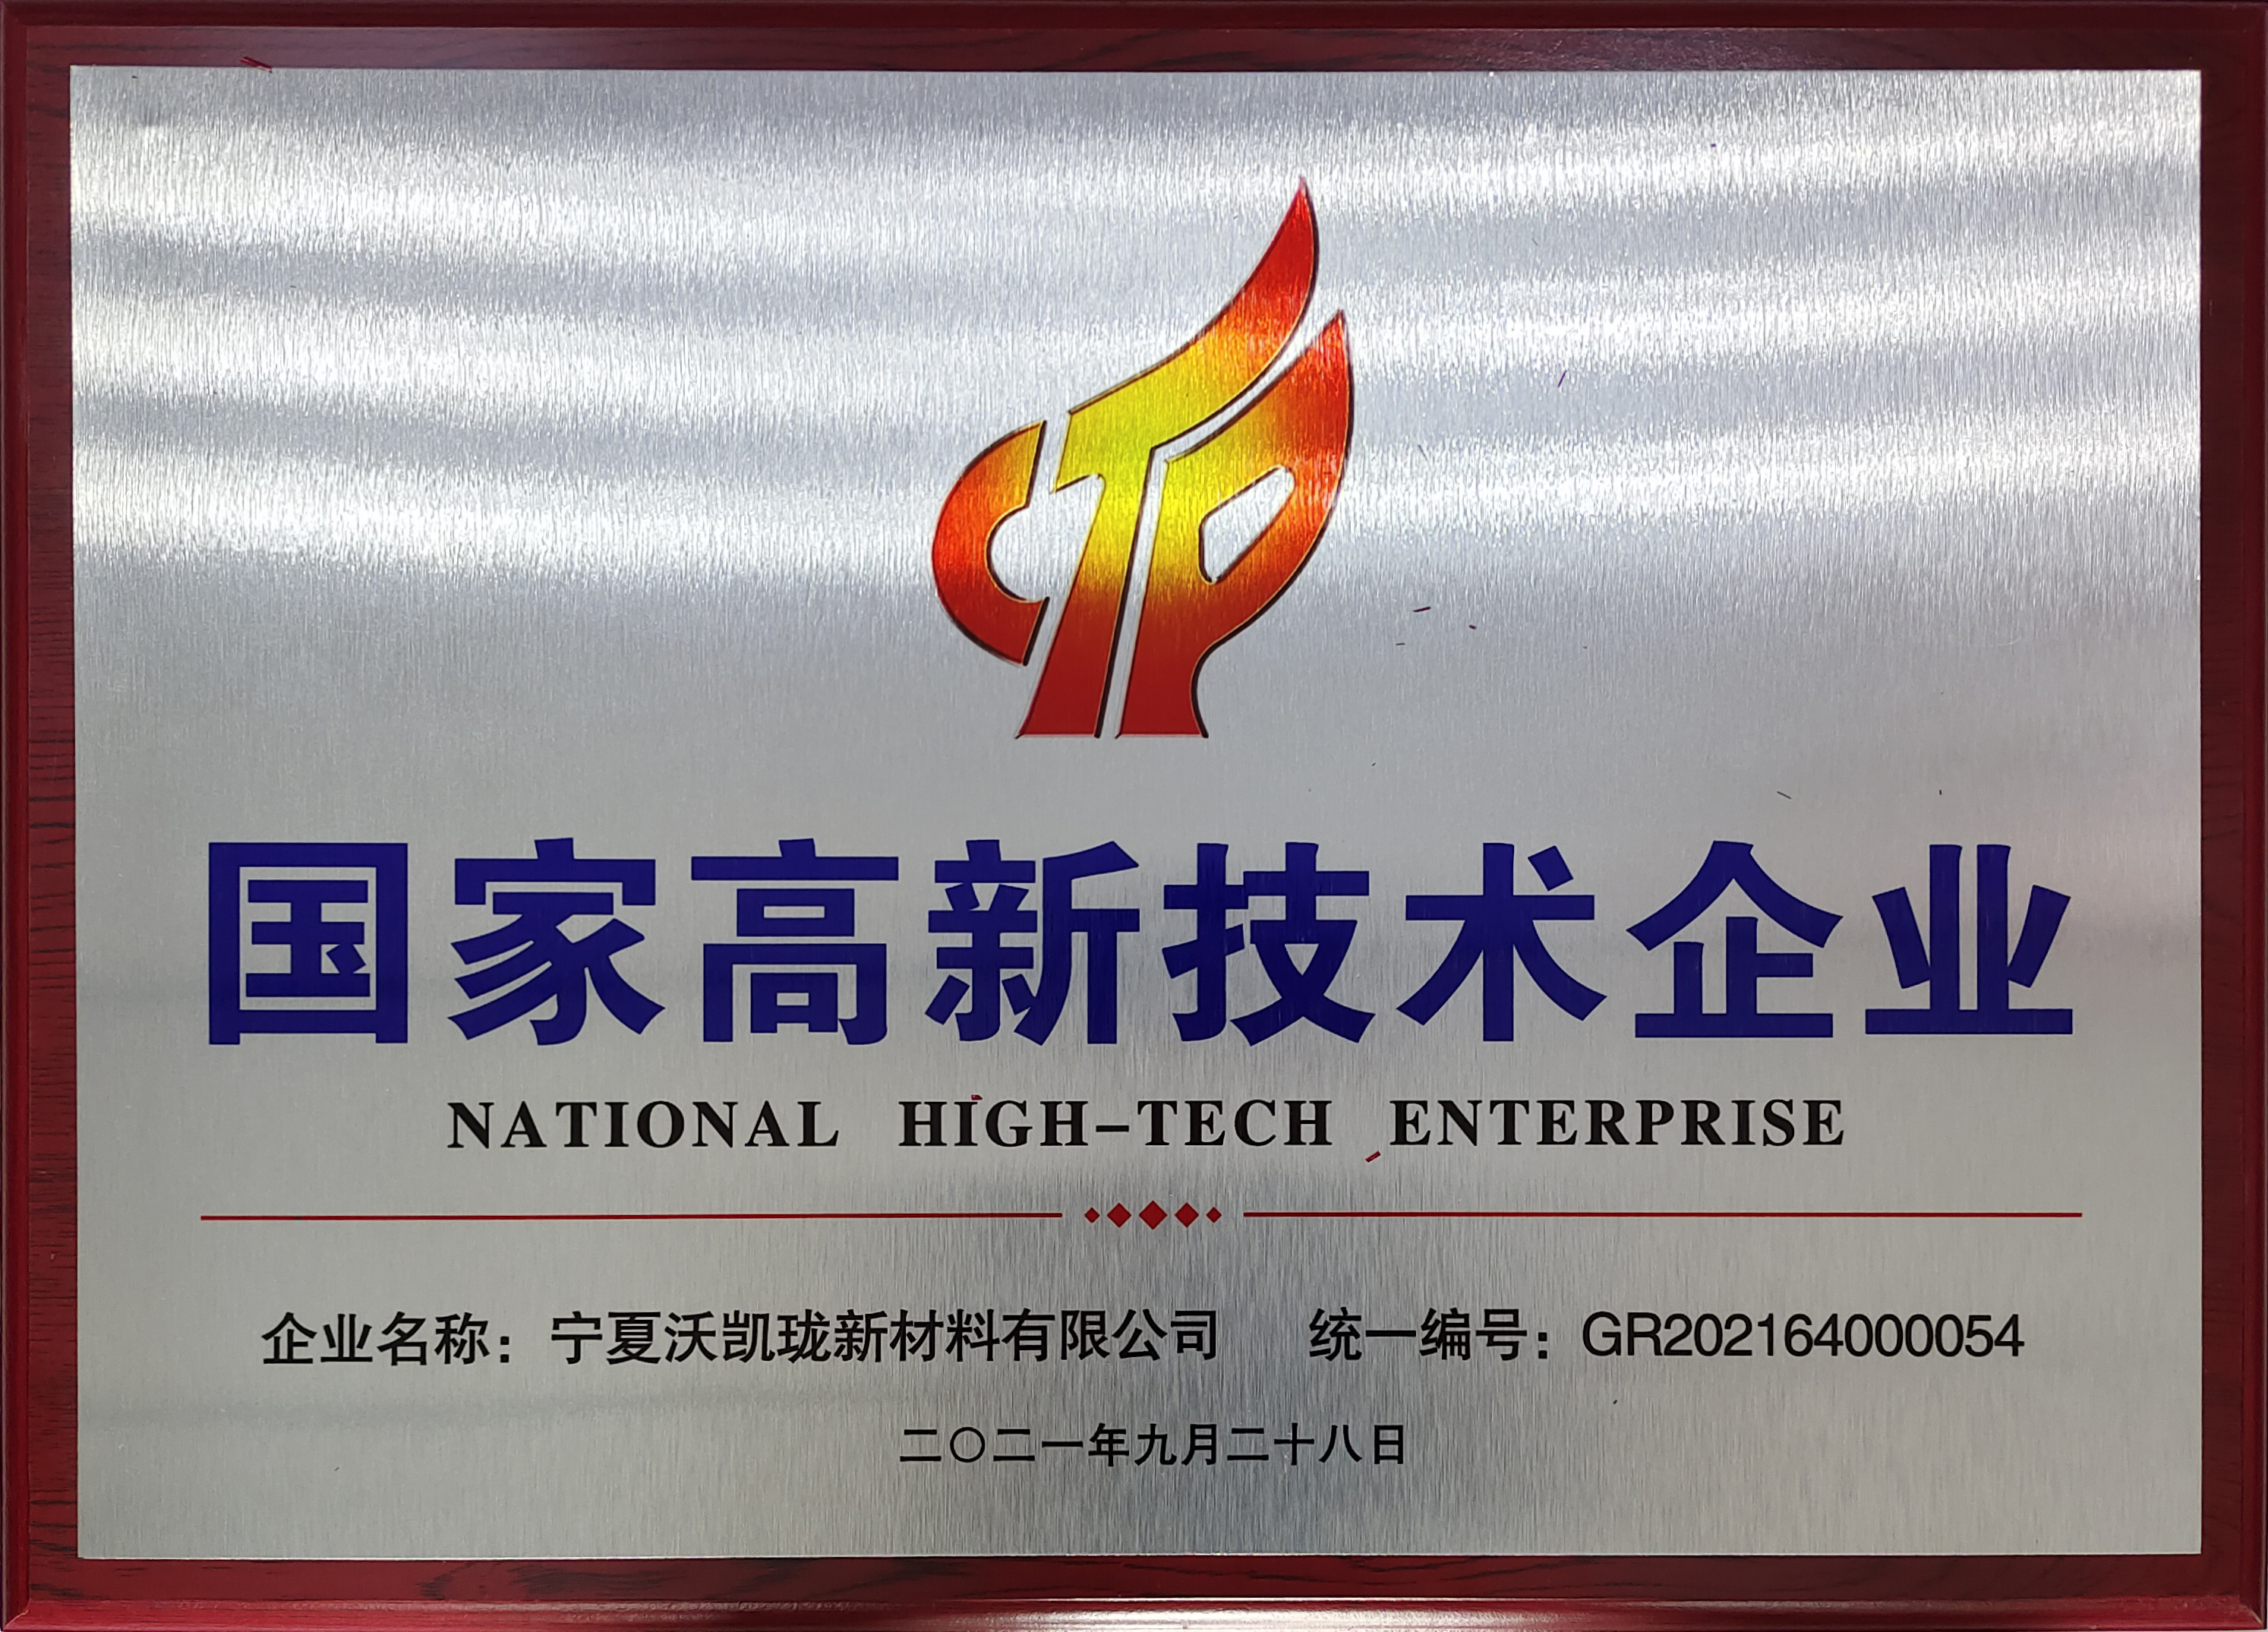 CTP
国家高新技术企业
NATIONAL HIGH-TECH ENTERPRISE
企业名称：宁夏沃凯珑新材料有限公司 统一编号：GR202164000054
二〇二一年九月二十八日